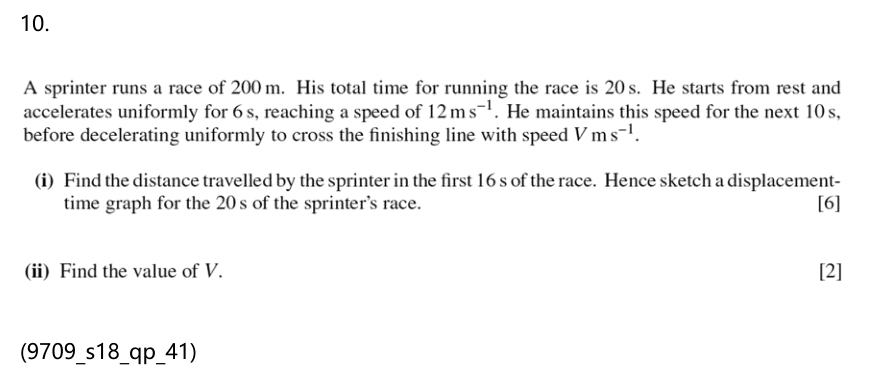 10.
A sprinter runs a race of 200 m. His total time for running the race is 20 s. He starts from rest and
accelerates uniformly for 6 s, reaching a speed of 12 m s⁻¹. He maintains this speed for the next 10 s,
before decelerating uniformly to cross the finishing line with speed V m s⁻¹.
(i) Find the distance travelled by the sprinter in the first 16 s of the race. Hence sketch a displacement-
time graph for the 20 s of the sprinter's race. [6]
(ii) Find the value of V. [2]
(9709_s18_qp_41)